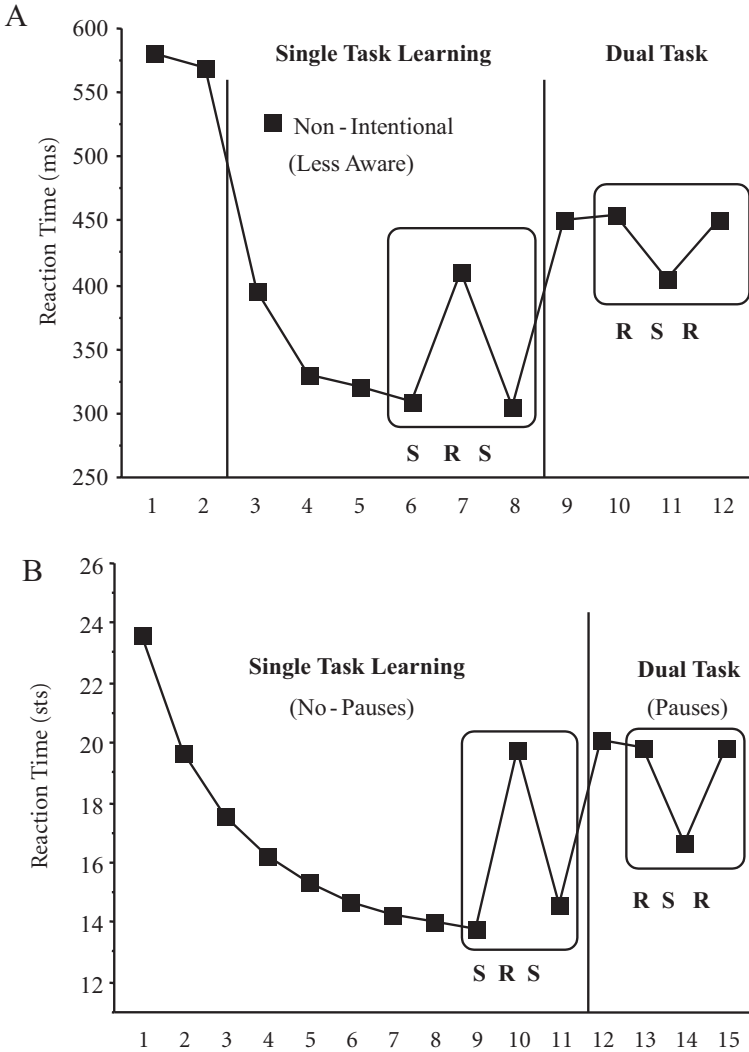 A
600
550
500
450
400
350
300
250
Reaction Time (ms)
Single Task Learning
Dual Task
Non - Intentional
(Less Aware)
S R S
R S R
1 2 3 4 5 6 7 8 9 10 11 12
B
26
24
22
20
18
16
14
12
Reaction Time (sts)
Single Task Learning
(No - Pauses)
Dual Task
(Pauses)
S R S
R S R
1 2 3 4 5 6 7 8 9 10 11 12 13 14 15